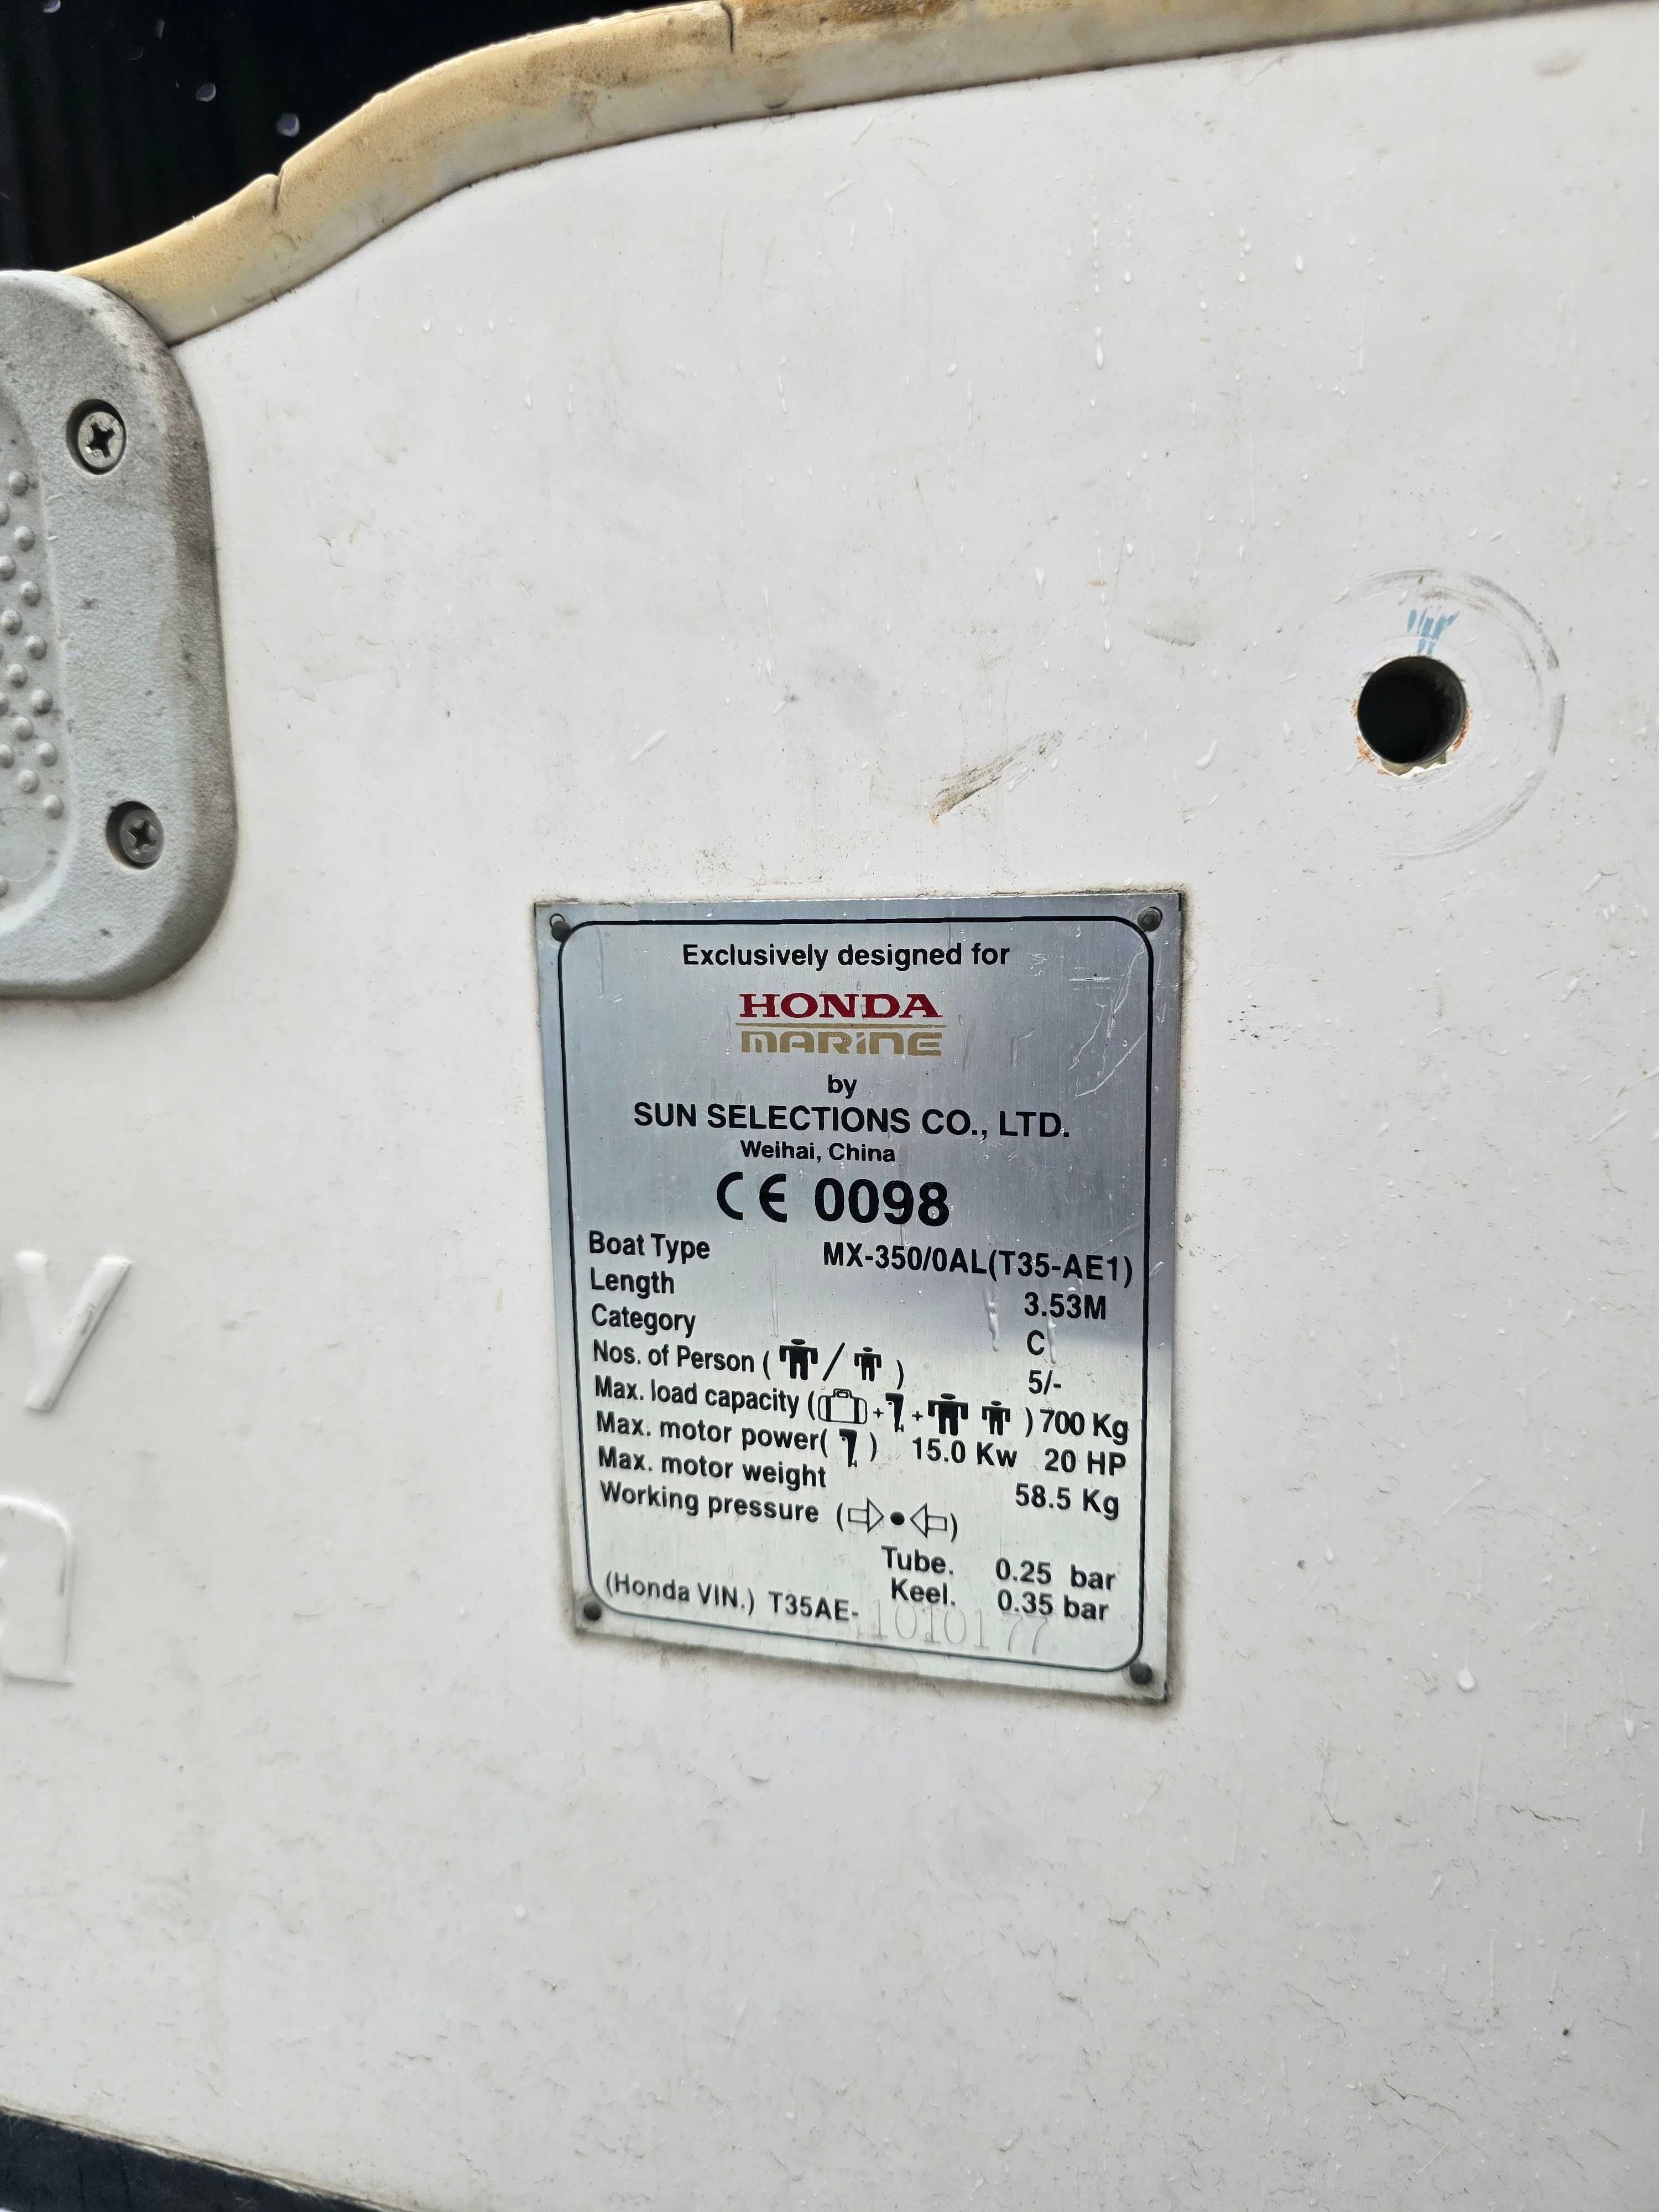 Exclusively designed for
HONDA
MARINE
by
SUN SELECTIONS CO., LTD.
Weihai, China
CE 0098
Boat Type MX-350/0AL(T35-AE1)
Length 3.53M
Category C
Nos. of Person ( / ) 5/-
Max. load capacity ( + + ) 700 Kg
Max. motor power( ) 15.0 Kw 20 HP
Max. motor weight 58.5 Kg
Working pressure ( )
Tube. 0.25 bar
Keel. 0.35 bar
(Honda VIN.) T35AE-1010177